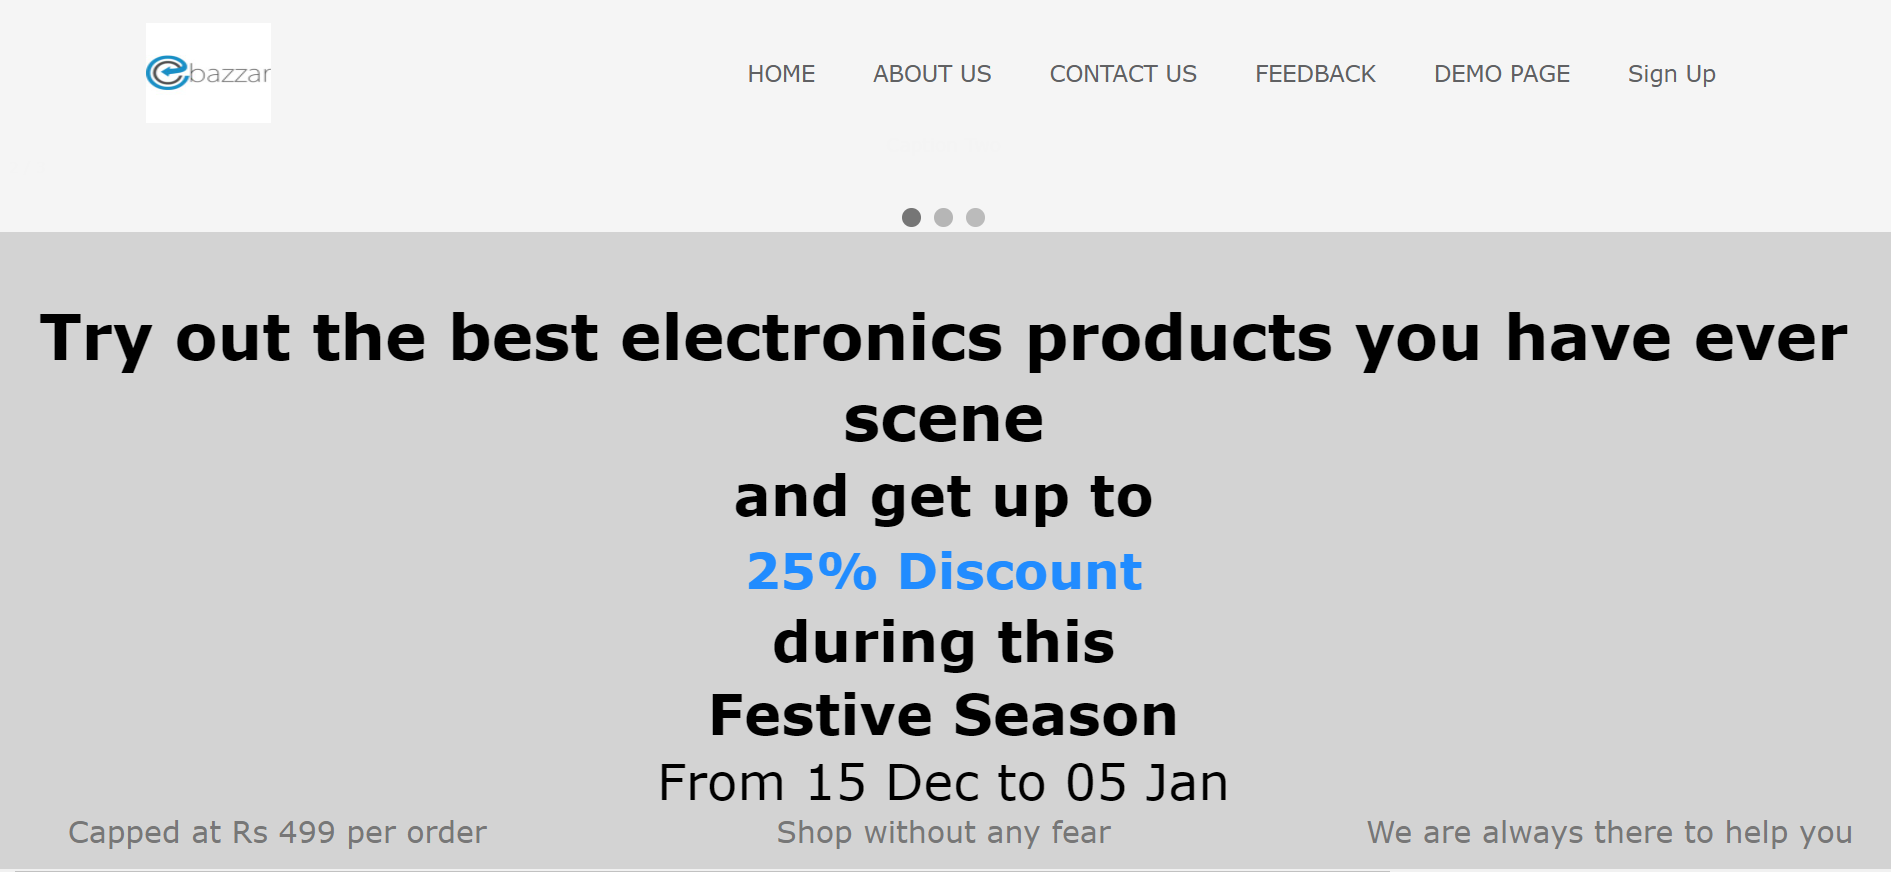 ebazzar
HOME
ABOUT US
CONTACT US
FEEDBACK
DEMO PAGE
Sign Up
Try out the best electronics products you have ever
scene
and get up to
25% Discount
during this
Festive Season
From 15 Dec to 05 Jan
Capped at Rs 499 per order
Shop without any fear
We are always there to help you